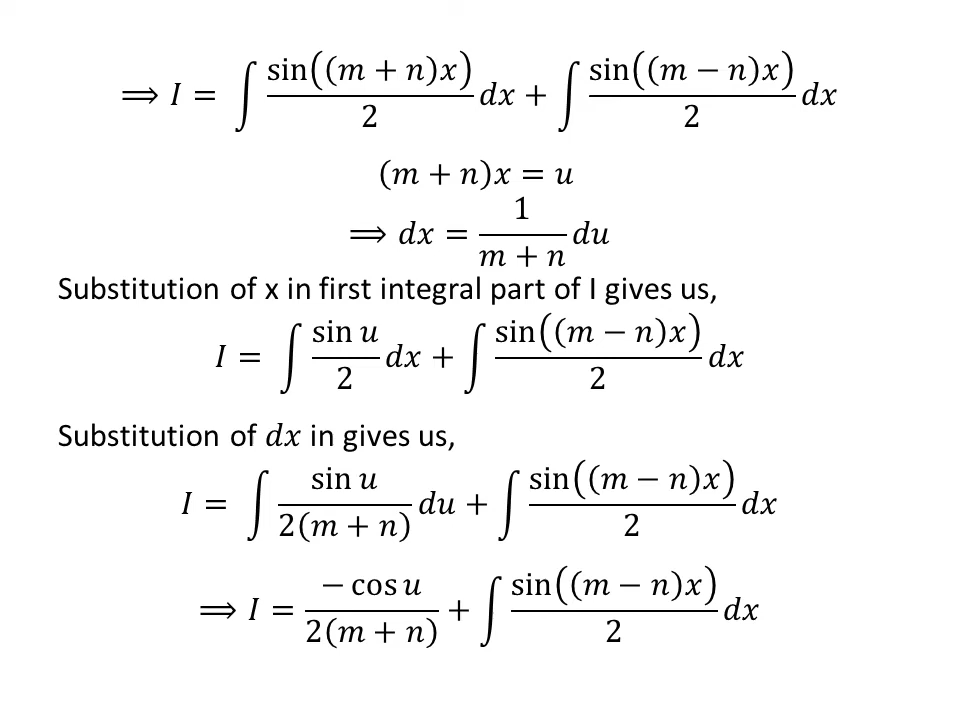 ⟹ I = ∫ sin((m + n)x)/2 dx + ∫ sin((m − n)x)/2 dx
(m + n)x = u
⟹ dx = 1/(m + n) du
Substitution of x in first integral part of I gives us,
I = ∫ sin u/2 dx + ∫ sin((m − n)x)/2 dx
Substitution of dx in gives us,
I = ∫ sin u/2(m + n) du + ∫ sin((m − n)x)/2 dx
⟹ I = − cos u/2(m + n) + ∫ sin((m − n)x)/2 dx